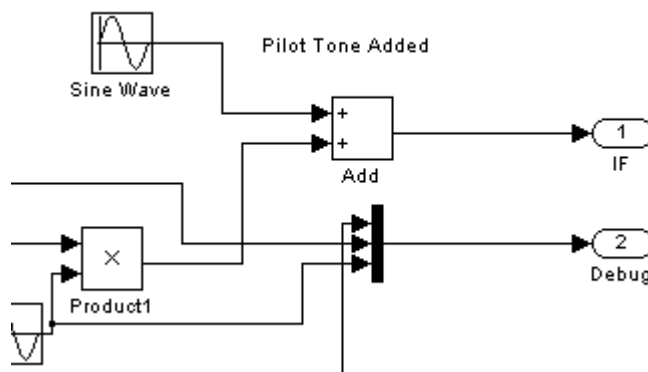 Pilot Tone Added
Sine Wave
+
+
1
Add
IF
×
2
Product1
Debug